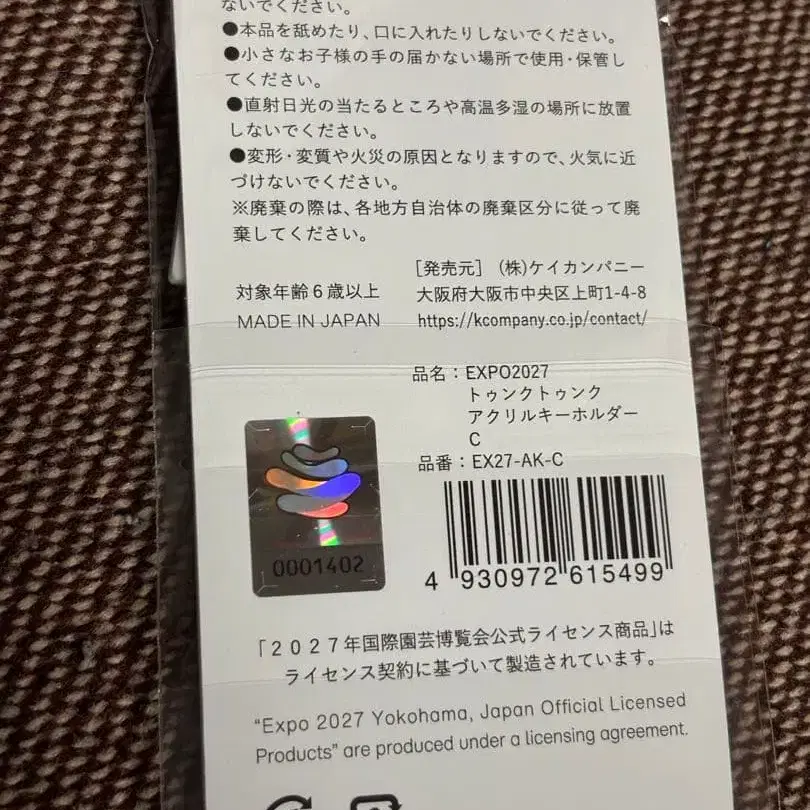 ないでください。
●本品を舐めたり、口に入れたりしないでください。
●小さなお子様の手の届かない場所で使用・保管し
てください。
●直射日光の当たるところや高温多湿の場所に放置
しないでください。
●変形・変質や火災の原因となりますので、火気に近
づけないでください。
※廃棄の際は、各地方自治体の廃棄区分に従って廃
棄してください。
対象年齢6歳以上
MADE IN JAPAN
[発売元] (株)ケイカンパニー
大阪府大阪市中央区上町1-4-8
https://kcompany.co.jp/contact/
品名：EXPO2027
トゥンクトゥンク
アクリルキーホルダー
C
品番：EX27-AK-C
0001402
4 930972 615499
「２０２７年国際園芸博覧会公式ライセンス商品」は
ライセンス契約に基づいて製造されています。
“Expo 2027 Yokohama, Japan Official Licensed
Products” are produced under a licensing agreement.